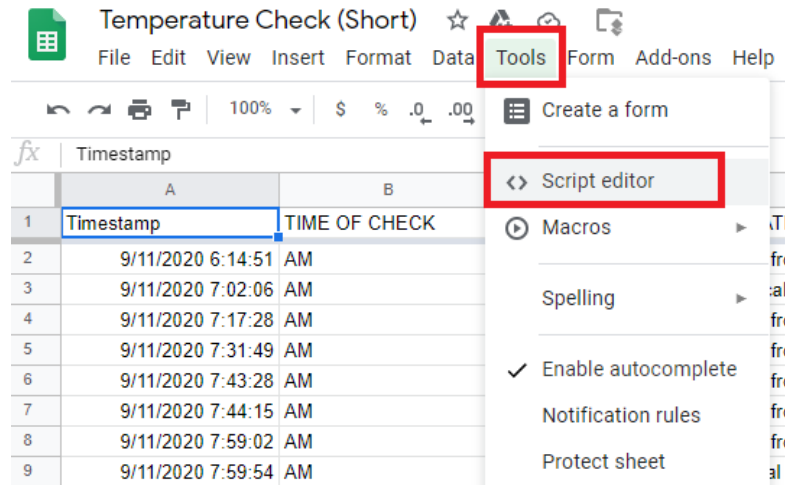 Temperature Check (Short)
File Edit View Insert Format Data Tools Form Add-ons Help
100% $ % .0 .00
Create a form
fx Timestamp
Script editor
A B
1 Timestamp TIME OF CHECK
Macros
2 9/11/2020 6:14:51 AM
3 9/11/2020 7:02:06 AM
Spelling
4 9/11/2020 7:17:28 AM
5 9/11/2020 7:31:49 AM
Enable autocomplete
6 9/11/2020 7:43:28 AM
7 9/11/2020 7:44:15 AM
Notification rules
8 9/11/2020 7:59:02 AM
Protect sheet
9 9/11/2020 7:59:54 AM